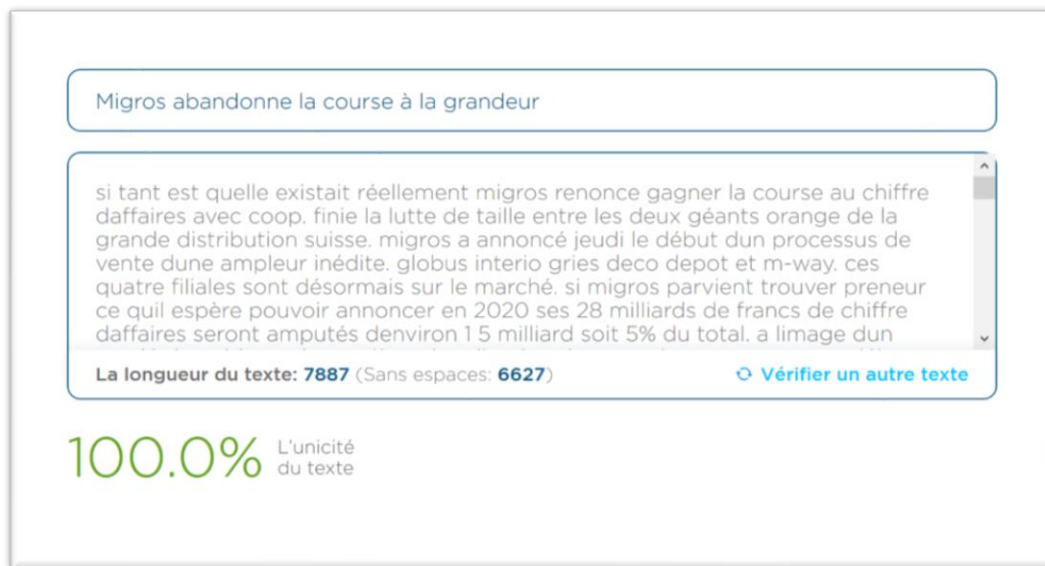 Migros abandonne la course à la grandeur
si tant est quelle existait réellement migros renonce gagner la course au chiffre
daffaires avec coop. finie la lutte de taille entre les deux géants orange de la
grande distribution suisse. migros a annoncé jeudi le début dun processus de
vente dune ampleur inédite. globus interio gries deco depot et m-way. ces
quatre filiales sont désormais sur le marché. si migros parvient trouver preneur
ce quil espère pouvoir annoncer en 2020 ses 28 milliards de francs de chiffre
daffaires seront amputés denviron 1 5 milliard soit 5% du total. a limage dun
La longueur du texte: 7887 (Sans espaces: 6627)
Vérifier un autre texte
100.0%
L'unicité
du texte